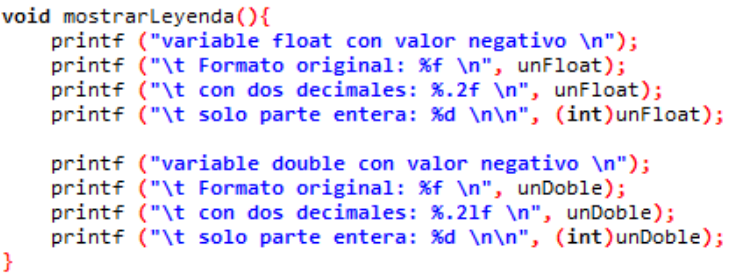 void mostrarLeyenda(){
    printf ("variable float con valor negativo \n");
    printf ("\t Formato original: %f \n", unFloat);
    printf ("\t con dos decimales: %.2f \n", unFloat);
    printf ("\t solo parte entera: %d \n\n", (int)unFloat);

    printf ("variable double con valor negativo \n");
    printf ("\t Formato original: %f \n", unDoble);
    printf ("\t con dos decimales: %.2lf \n", unDoble);
    printf ("\t solo parte entera: %d \n\n", (int)unDoble);
}